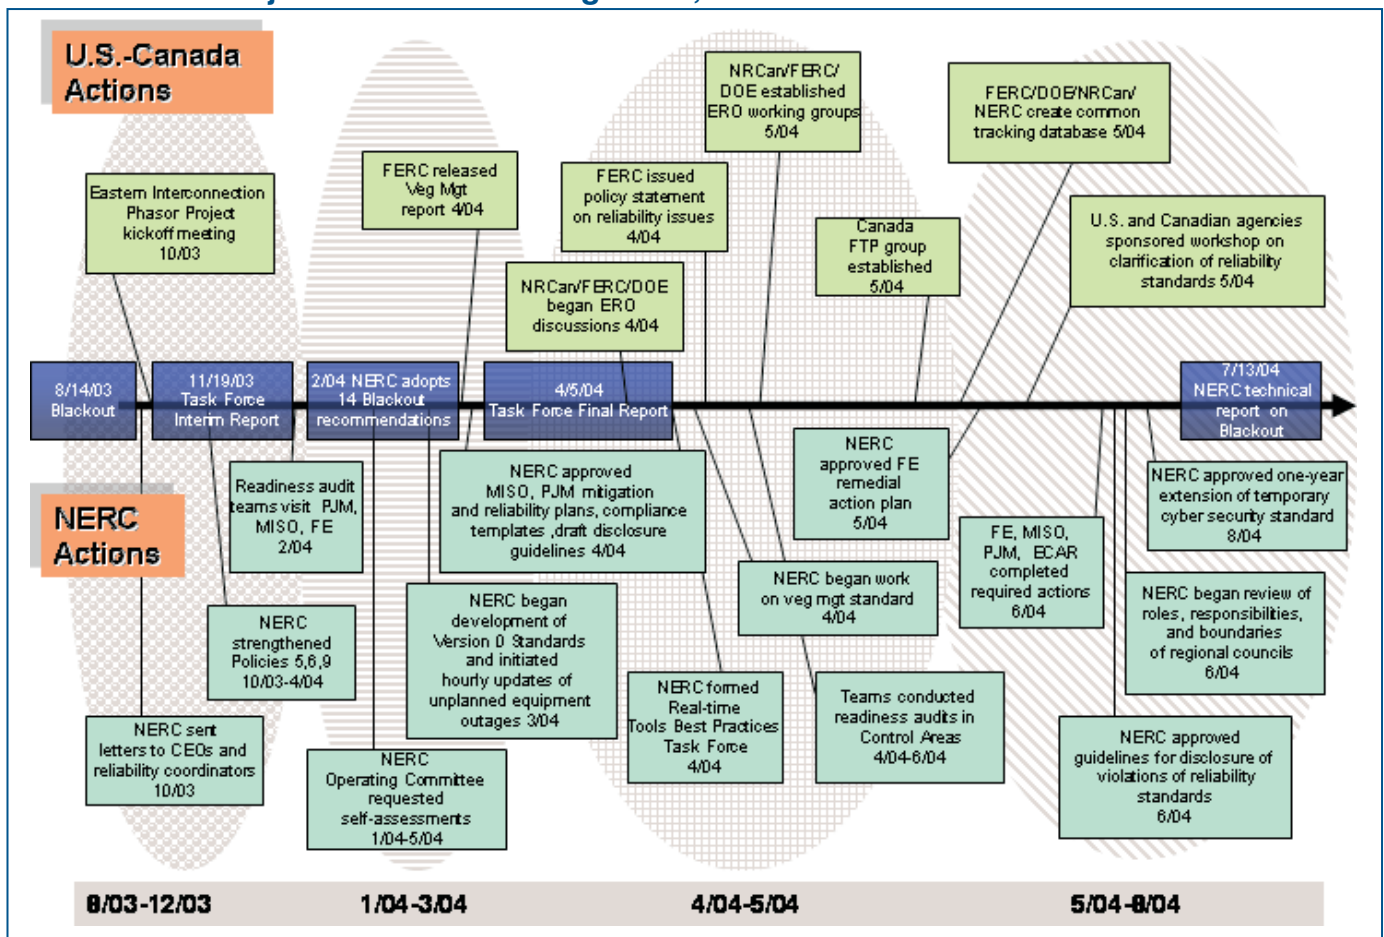 U.S.-Canada
Actions
NRCan/FERC/
DOE established
ERO working groups
5/04
FERC/DOE/NRCan/
NERC create common
tracking database 5/04
FERC released
Veg Mgt
report 4/04
FERC issued
policy statement
on reliability issues
4/04
Eastern Interconnection
Phasor Project
kickoff meeting
10/03
Canada
FTP group
established
5/04
U.S. and Canadian agencies
sponsored workshop on
clarification of reliability
standards 5/04
NRCan/FERC/DOE
began ERO
discussions 4/04
8/14/03
Blackout
11/19/03
Task Force
Interim Report
2/04 NERC adopts
14 Blackout
recommendations
4/5/04
Task Force Final Report
7/13/04
NERC technical
report on
Blackout
NERC
Actions
Readiness audit
teams visit PJM,
MISO, FE
2/04
NERC approved
MISO, PJM mitigation
and reliability plans, compliance
templates ,draft disclosure
guidelines 4/04
NERC
approved FE
remedial
action plan
5/04
NERC approved one-year
extension of temporary
cyber security standard
8/04
FE, MISO,
PJM, ECAR
completed
required actions
6/04
NERC began work
on veg mgt standard
4/04
NERC began review of
roles, responsibilities,
and boundaries
of regional councils
6/04
NERC
strengthened
Policies 5,6,9
10/03-4/04
NERC began
development of
Version 0 Standards
and initiated
hourly updates of
unplanned equipment
outages 3/04
NERC formed
Real-time
Tools Best Practices
Task Force
4/04
Teams conducted
readiness audits in
Control Areas
4/04-6/04
NERC sent
letters to CEOs and
reliability coordinators
10/03
NERC
Operating Committee
requested
self-assessments
1/04-5/04
NERC approved
guidelines for disclosure of
violations of reliability
standards
6/04
8/03-12/03
1/04-3/04
4/04-5/04
5/04-8/04